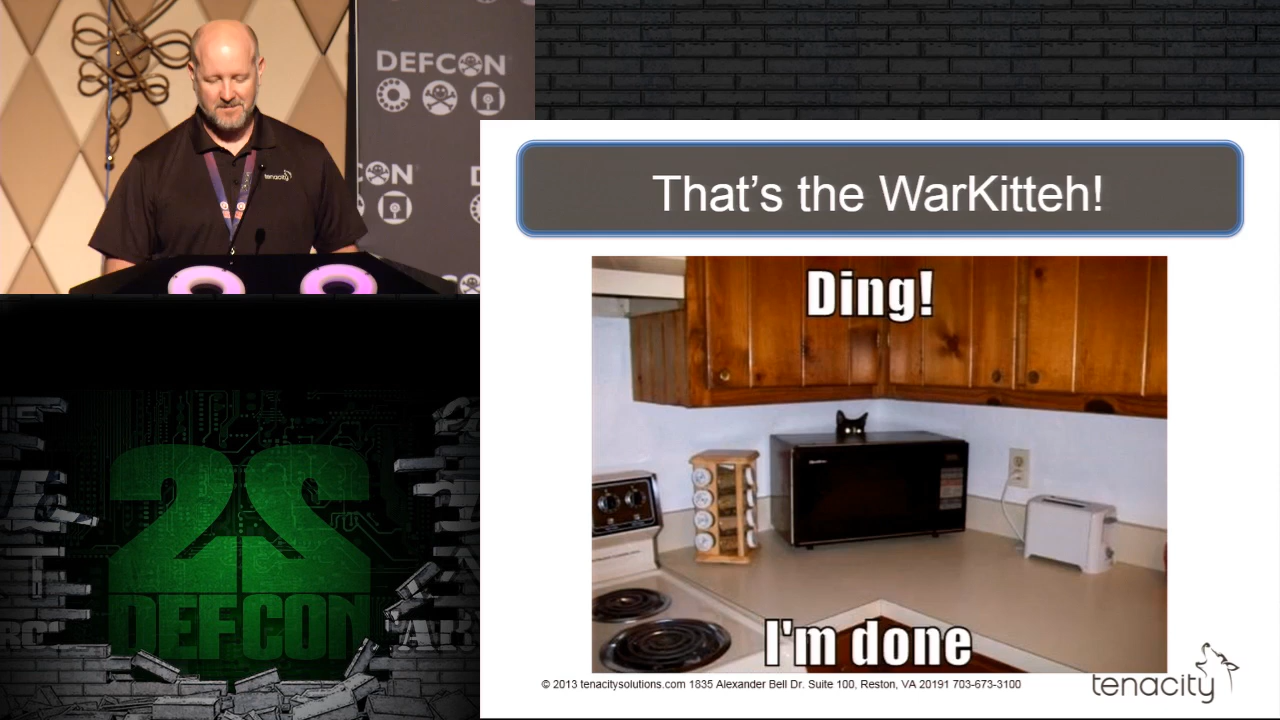 DEFCON
CON
D
tenacity
That's the WarKitteh!
Ding!
I'm done
© 2013 tenacitysolutions.com 1835 Alexander Bell Dr. Suite 100, Reston, VA 20191 703-673-3100
tenacity
22
DEFCON